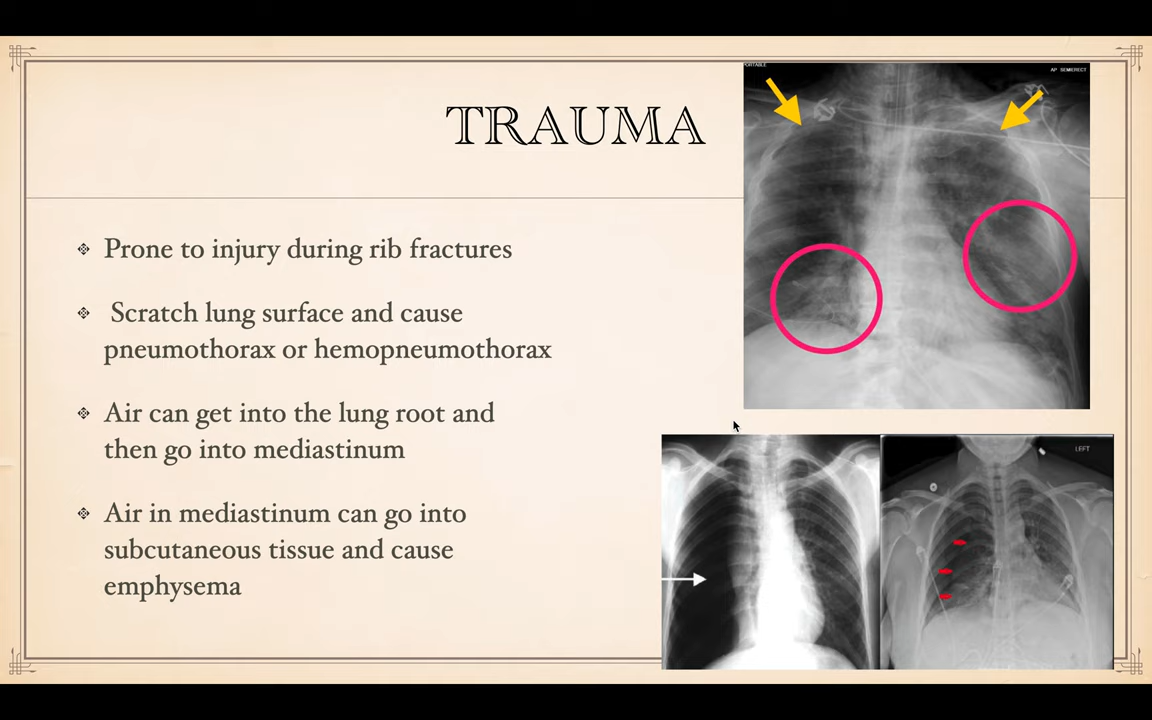 TRAUMA
Prone to injury during rib fractures
Scratch lung surface and cause
pneumothorax or hemopneumothorax
Air can get into the lung root and
then go into mediastinum
Air in mediastinum can go into
subcutaneous tissue and cause
emphysema
PORTABLE
AP SEMIERECT
LEFT